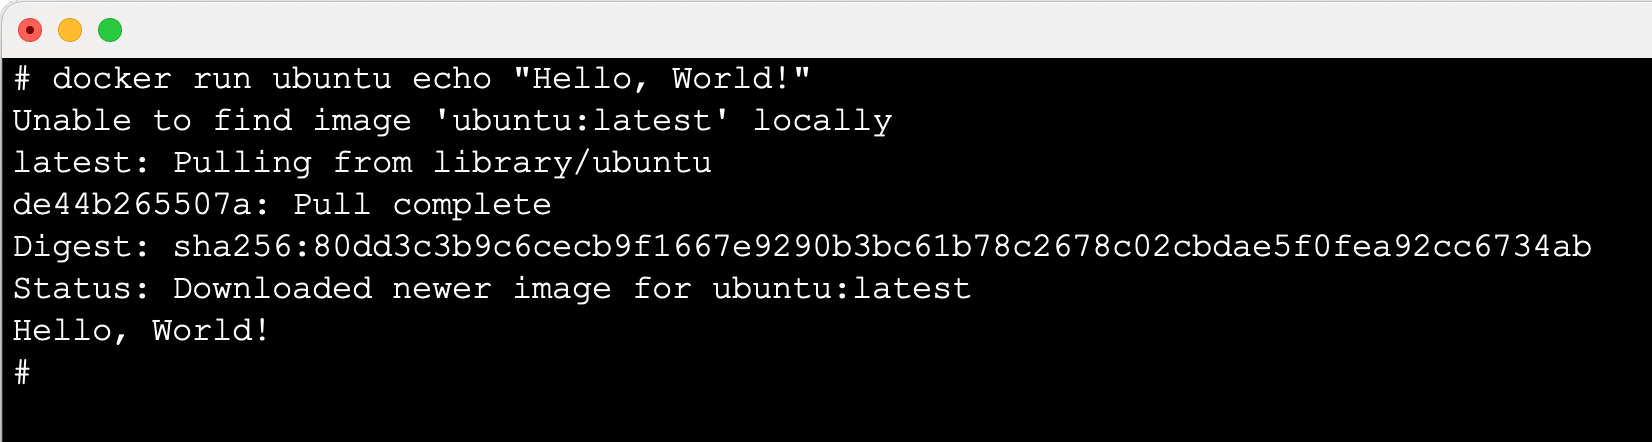 # docker run ubuntu echo "Hello, World!"
Unable to find image 'ubuntu:latest' locally
latest: Pulling from library/ubuntu
de44b265507a: Pull complete
Digest: sha256:80dd3c3b9c6cecb9f1667e9290b3bc61b78c2678c02cbdae5f0fea92cc6734ab
Status: Downloaded newer image for ubuntu:latest
Hello, World!
#